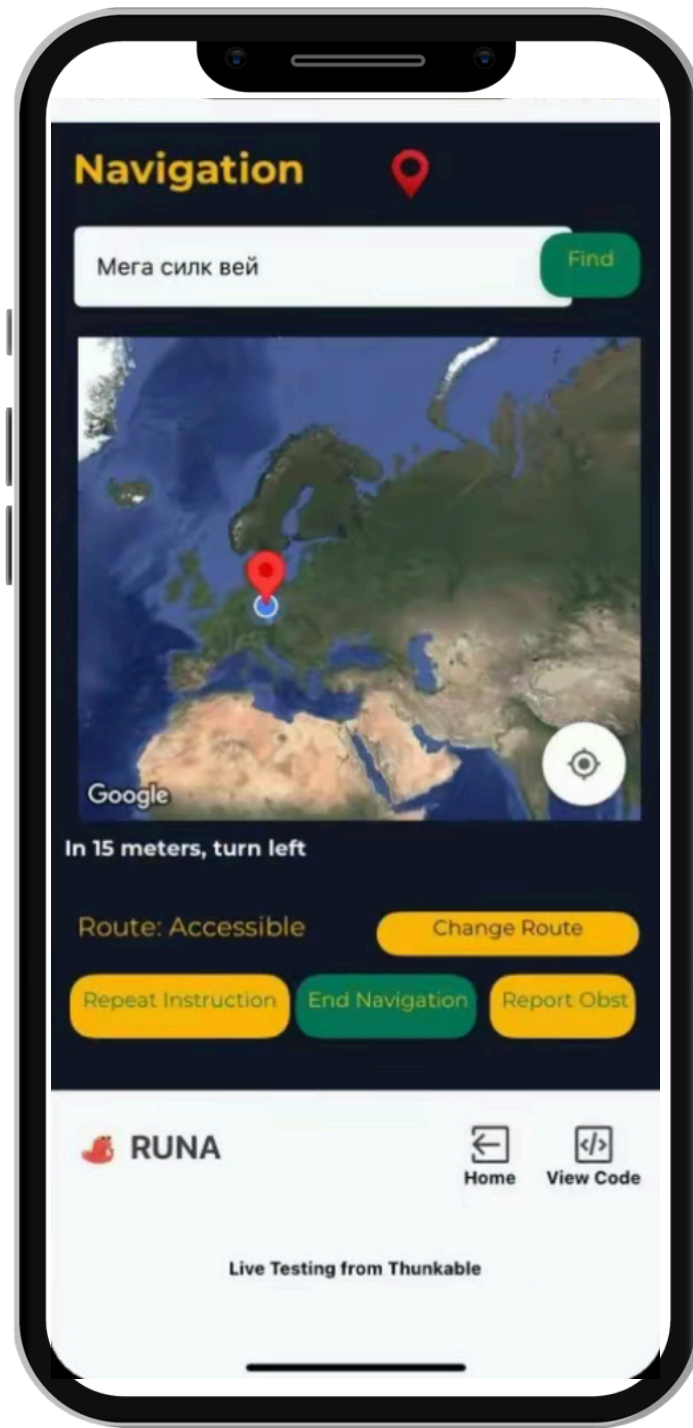 Navigation
Мега силк вей
Find
Google
In 15 meters, turn left
Route: Accessible
Change Route
Repeat Instruction
End Navigation
Report Obst
RUNA
Home
View Code
Live Testing from Thunkable